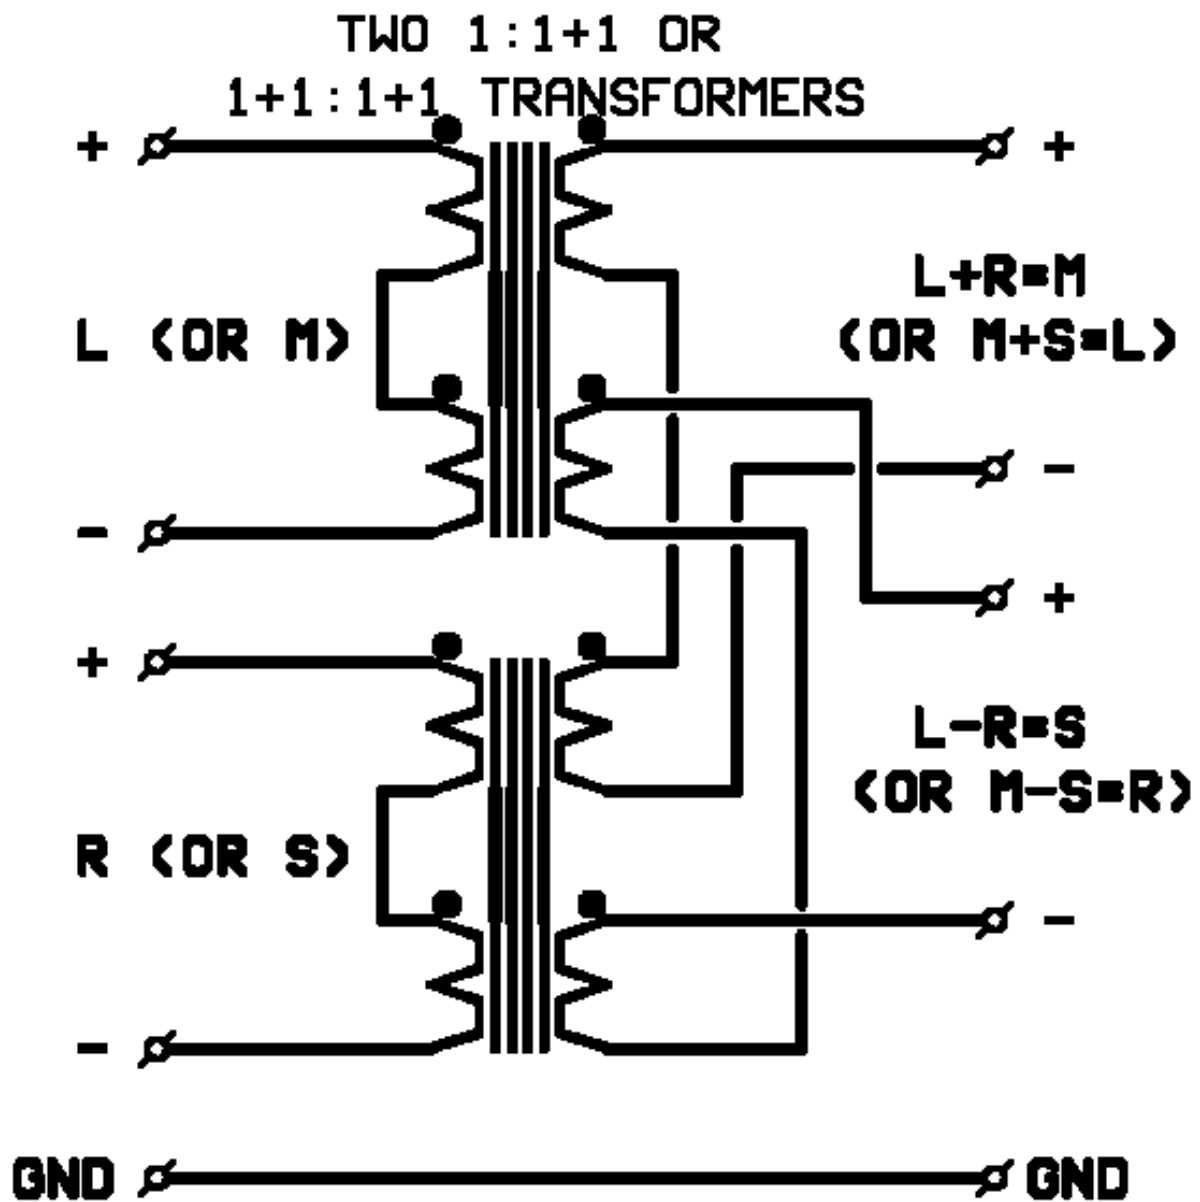 TWO 1:1+1 OR
1+1:1+1 TRANSFORMERS
+
+
L+R=M
L (OR M)
(OR M+S=L)
-
-
+
+
L-R=S
(OR M-S=R)
R (OR S)
-
-
GND
GND